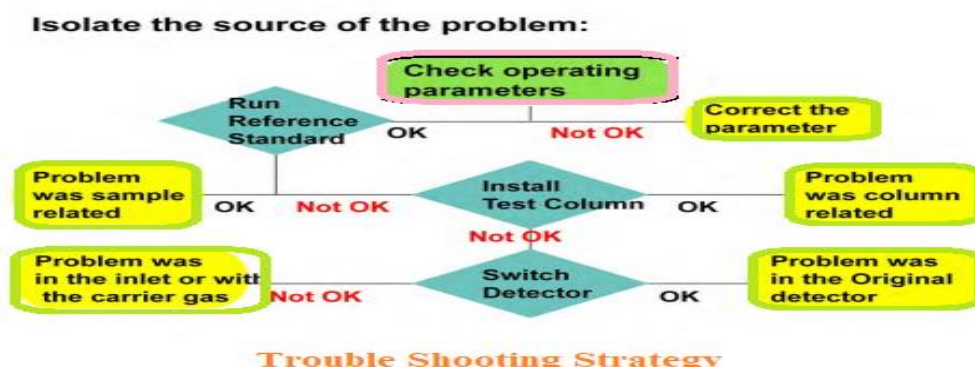 Isolate the source of the problem:
Check operating
parameters
Run
Reference
Standard
OK
Not OK
Correct the
parameter
Problem
was sample
related
OK
Not OK
Install
Test Column
OK
Problem
was column
related
Not OK
Problem was
in the inlet or with
the carrier gas
Not OK
Switch
Detector
OK
Problem was
in the Original
detector
Trouble Shooting Strategy